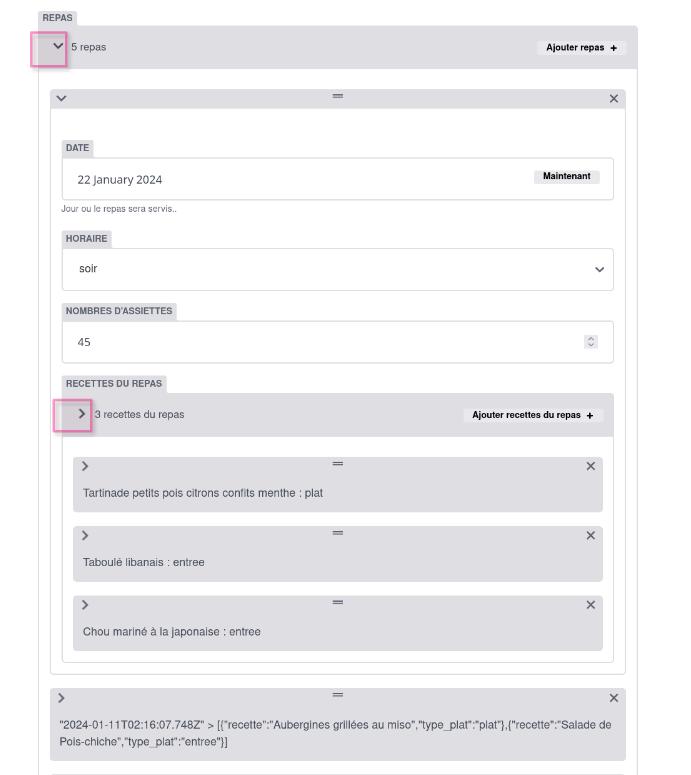 REPAS
5 repas
Ajouter repas +
DATE
22 January 2024
Maintenant
Jour ou le repas sera servis..
HORAIRE
soir
NOMBRES D'ASSIETTES
45
RECETTES DU REPAS
3 recettes du repas
Ajouter recettes du repas +
Tartinade petits pois citrons confits menthe : plat
Taboulé libanais : entree
Chou mariné à la japonaise : entree
"2024-01-11T02:16:07.748Z" > [{"recette":"Aubergines grillées au miso","type_plat":"plat"},{"recette":"Salade de
Pois-chiche","type_plat":"entree"}]